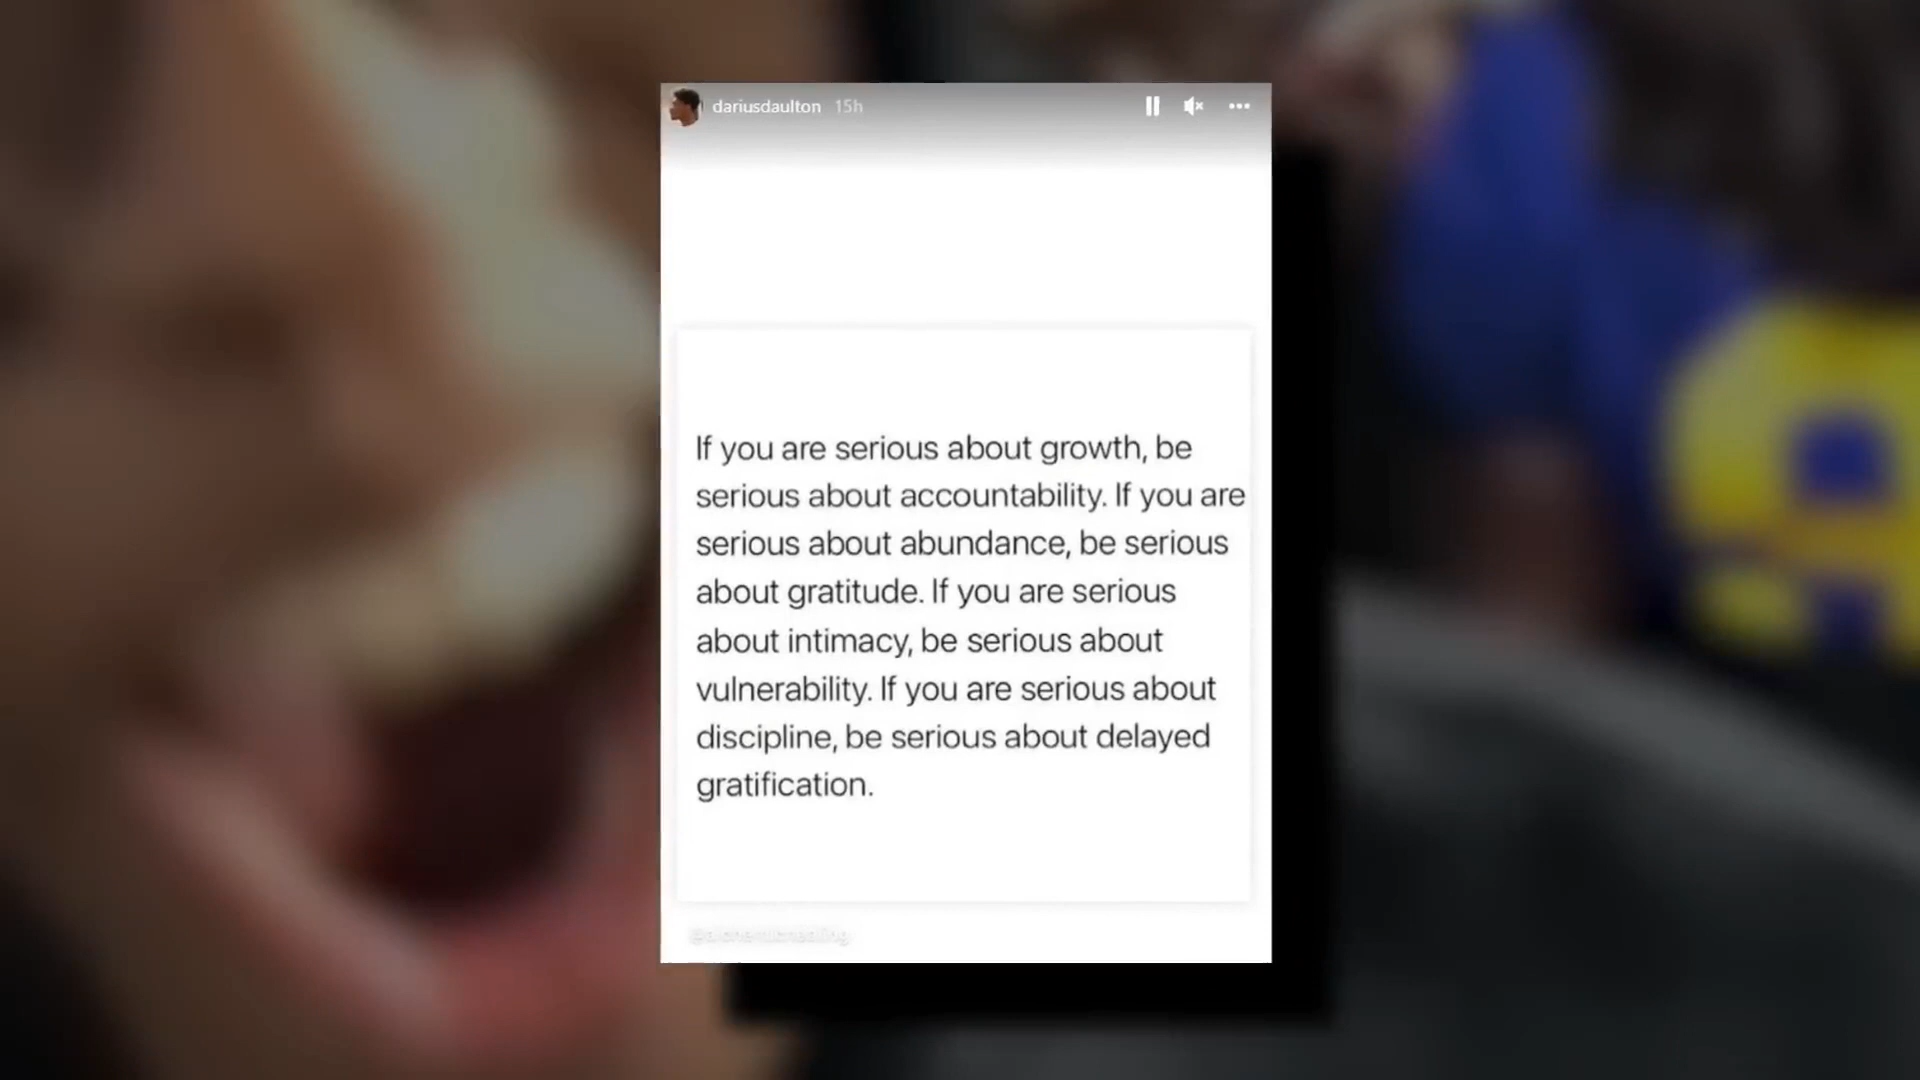 dariusdaulton 15h
If you are serious about growth, be
serious about accountability. If you are
serious about abundance, be serious
about gratitude. If you are serious
about intimacy, be serious about
vulnerability. If you are serious about
discipline, be serious about delayed
gratification.